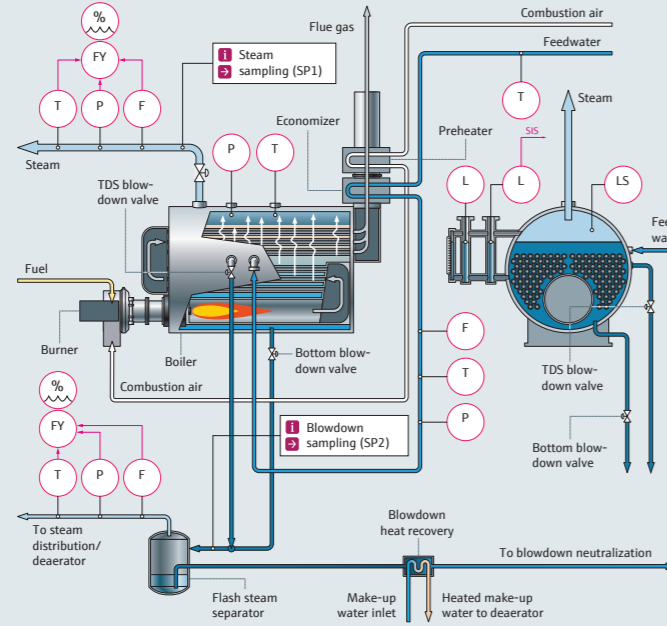 %
Flue gas
Combustion air
Feedwater
FY
i Steam
sampling (SP1)
T
P
F
T
Steam
Economizer
Preheater
SIS
Steam
P
T
L
L
LS
TDS blow-
down valve
Fuel
Burner
Boiler
Bottom blow-
down valve
Combustion air
F
T
P
TDS blow-
down valve
Bottom blow-
down valve
%
FY
i Blowdown
sampling (SP2)
T
P
F
To steam
distribution/
deaerator
Flash steam
separator
Blowdown
heat recovery
To blowdown neutralization
Make-up
water inlet
Heated make-up
water to deaerator